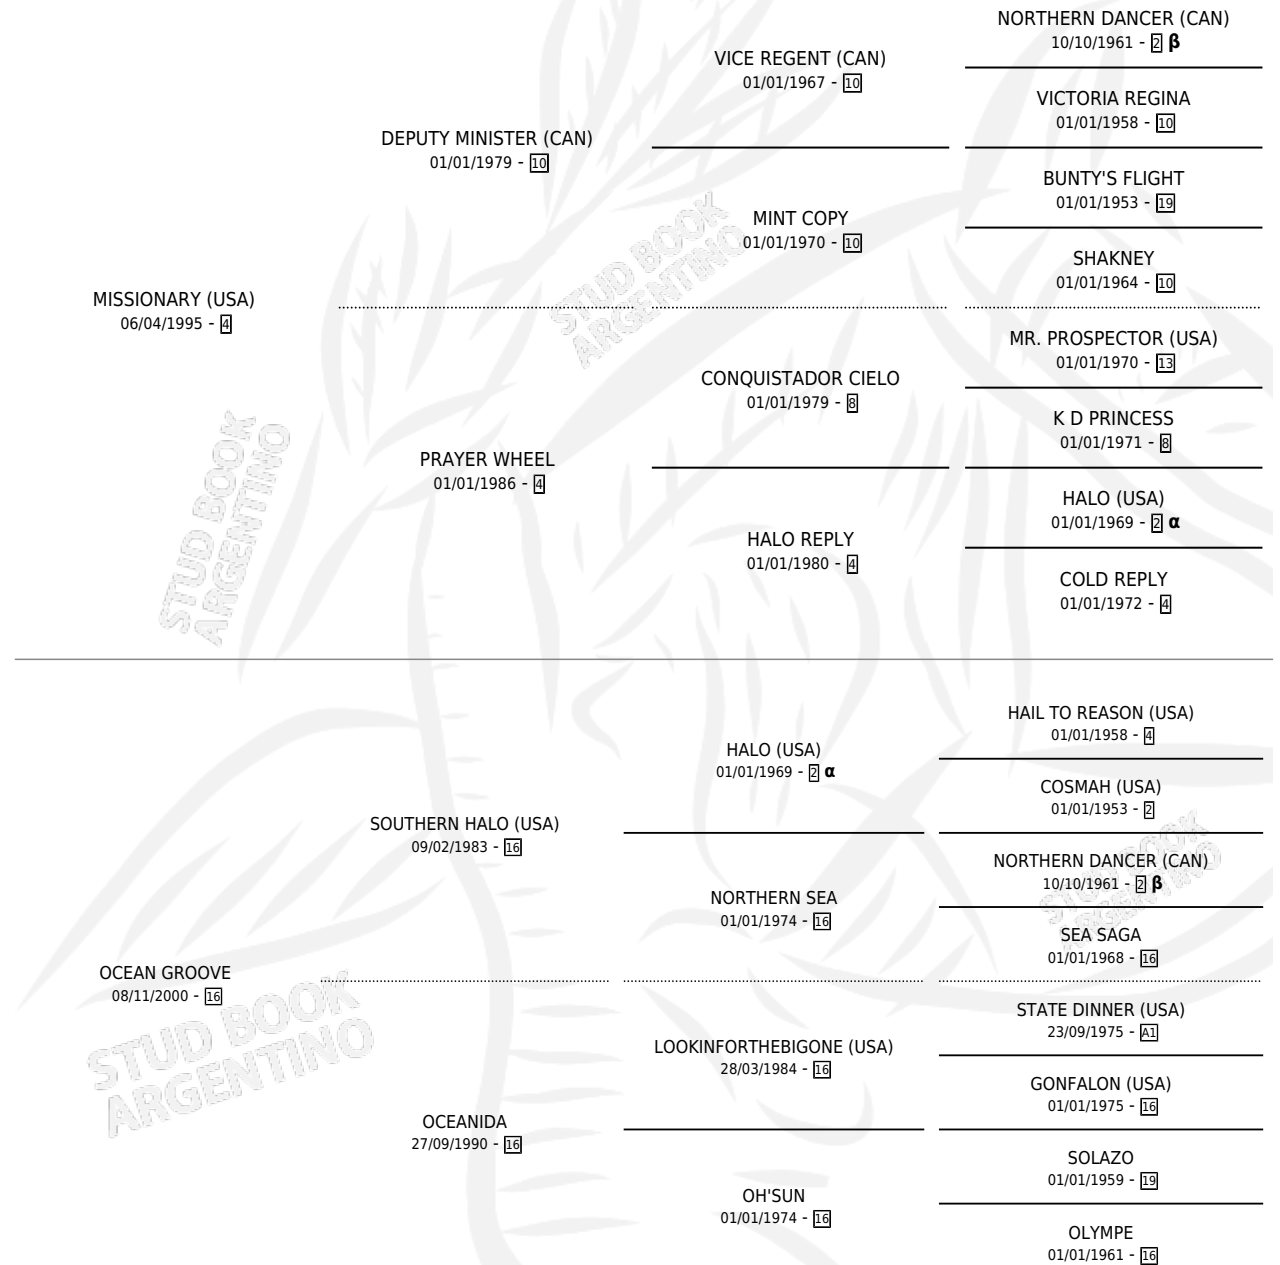 NORTHERN DANCER (CAN)
10/10/1961 - 2 β
VICE REGENT (CAN)
01/01/1967 - 10
VICTORIA REGINA
01/01/1958 - 10
DEPUTY MINISTER (CAN)
01/01/1979 - 10
BUNTY'S FLIGHT
01/01/1953 - 19
MINT COPY
01/01/1970 - 10
SHAKNEY
01/01/1964 - 10
MISSIONARY (USA)
06/04/1995 - 4
MR. PROSPECTOR (USA)
01/01/1970 - 13
CONQUISTADOR CIELO
01/01/1979 - 8
K D PRINCESS
01/01/1971 - 8
PRAYER WHEEL
01/01/1986 - 4
HALO (USA)
01/01/1969 - 2 α
HALO REPLY
01/01/1980 - 4
COLD REPLY
01/01/1972 - 4
HAIL TO REASON (USA)
01/01/1958 - 4
HALO (USA)
01/01/1969 - 2 α
COSMAH (USA)
01/01/1953 - 2
SOUTHERN HALO (USA)
09/02/1983 - 16
NORTHERN DANCER (CAN)
10/10/1961 - 2 β
NORTHERN SEA
01/01/1974 - 16
SEA SAGA
01/01/1968 - 16
OCEAN GROOVE
08/11/2000 - 16
STATE DINNER (USA)
23/09/1975 - A1
LOOKINFORTHEBIGONE (USA)
28/03/1984 - 16
GONFALON (USA)
01/01/1975 - 16
OCEANIDA
27/09/1990 - 16
SOLAZO
01/01/1959 - 19
OH'SUN
01/01/1974 - 16
OLYMPE
01/01/1961 - 16
STUD BOOK
ARGENTINO
STUD BOOK
ARGENTINO
STUD BOOK
ARGENTINO
STUD BOOK
ARGENTINO